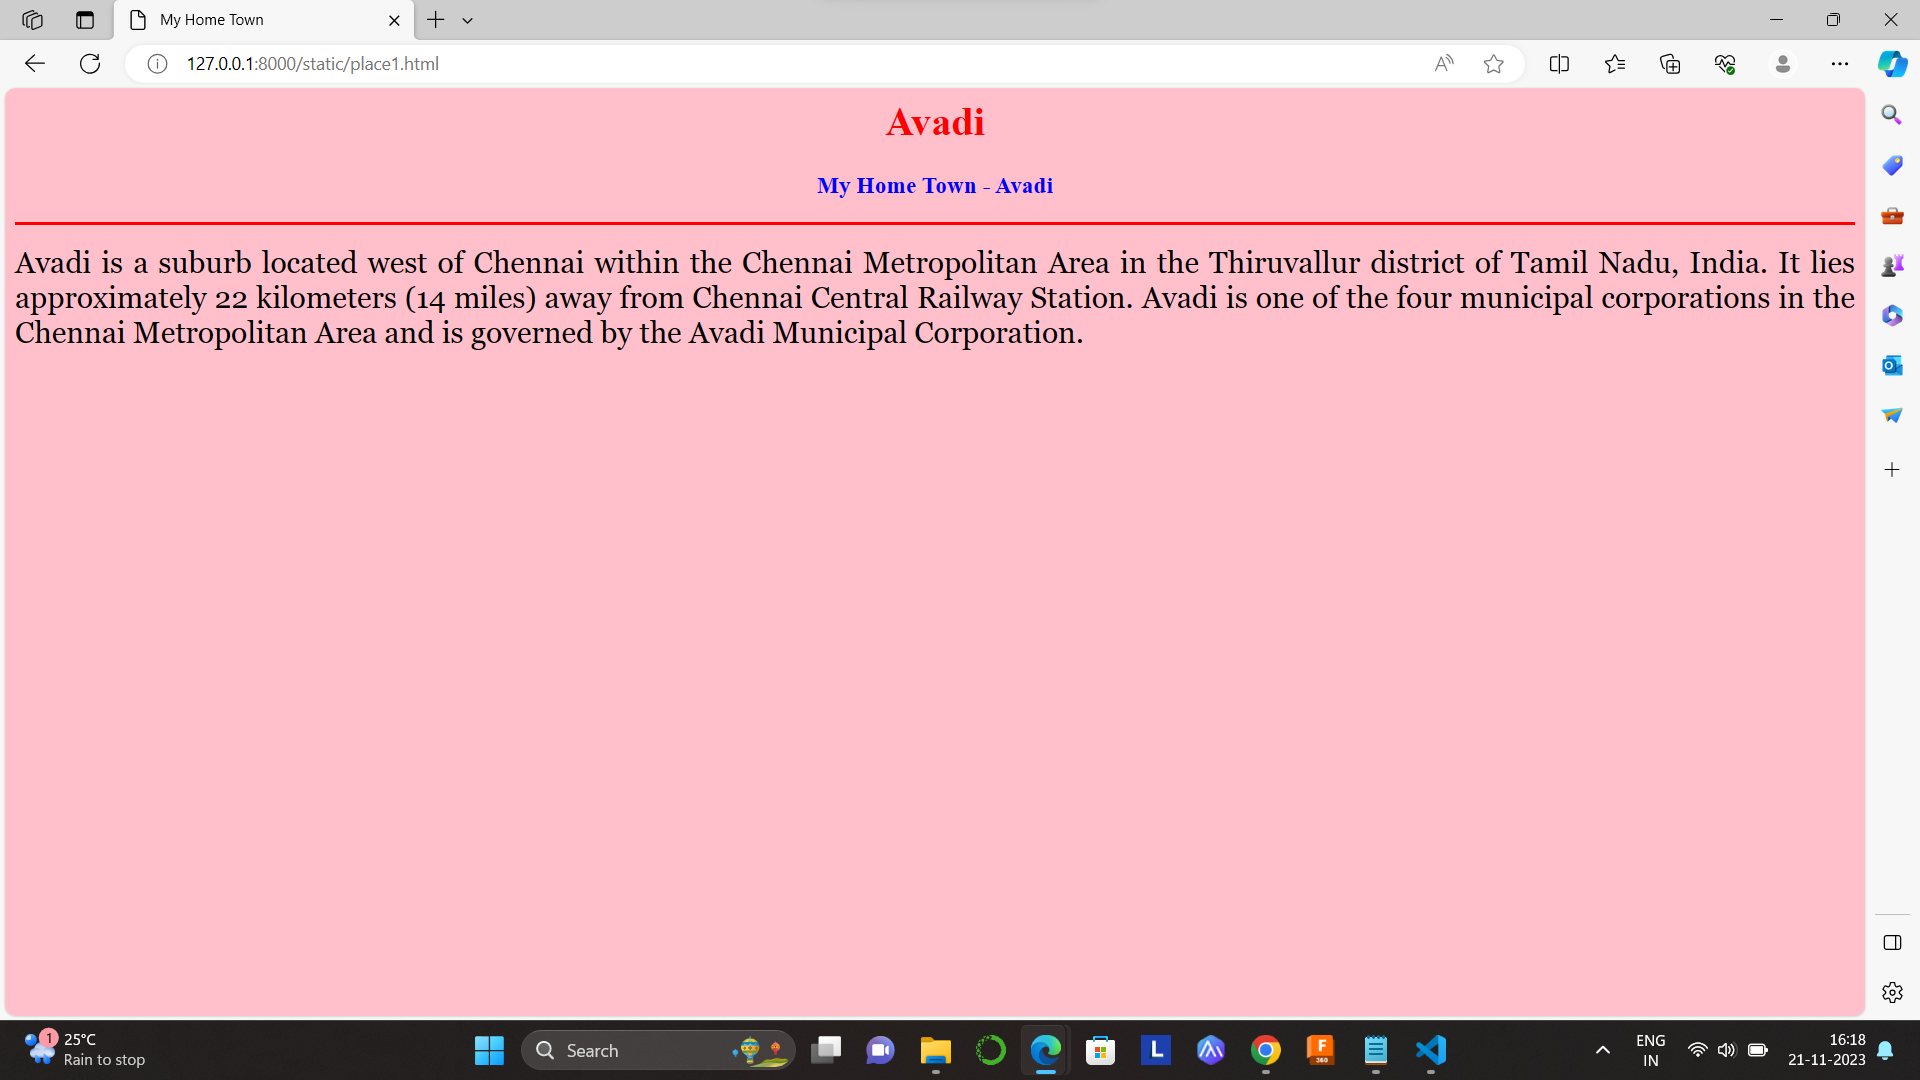 My Home Town
127.0.0.1:8000/static/place1.html
Avadi
My Home Town - Avadi
Avadi is a suburb located west of Chennai within the Chennai Metropolitan Area in the Thiruvallur district of Tamil Nadu, India. It lies
approximately 22 kilometers (14 miles) away from Chennai Central Railway Station. Avadi is one of the four municipal corporations in the
Chennai Metropolitan Area and is governed by the Avadi Municipal Corporation.
1
25°C
Rain to stop
Search
L
F
360
ENG
IN
16:18
21-11-2023